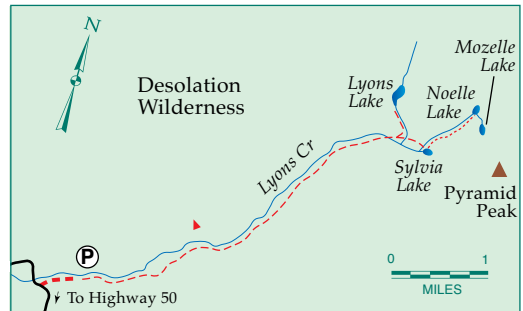 N
Desolation
Wilderness
Lyons
Lake
Mozelle
Lake
Noelle
Lake
Lyons Cr
Sylvia
Lake
Pyramid
Peak
P
To Highway 50
0 1
MILES